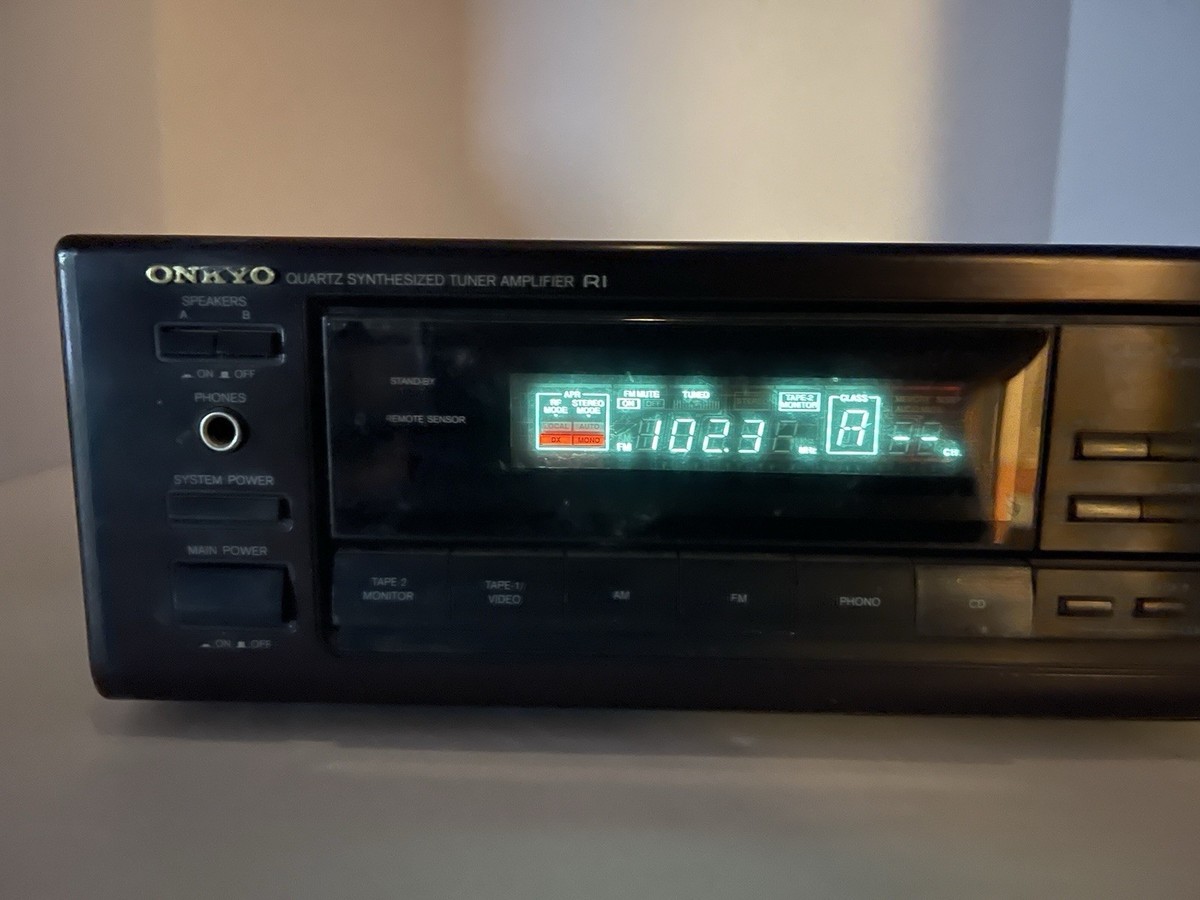 ONKYO QUARTZ SYNTHESIZED TUNER AMPLIFIER RI
SPEAKERS
A B
ON OFF
PHONES
SYSTEM POWER
MAIN POWER
ON OFF
STAND-BY
REMOTE SENSOR
APR
RF MODE
STEREO MODE
LOCAL AUTO
DX MONO
FM MUTE
ON
TUNED
FM 102.3 MHz
TAPE-2
MONITOR
CLASS
A
-- CH.
TAPE 2
MONITOR
TAPE-1/
VIDEO
AM
FM
PHONO
CD